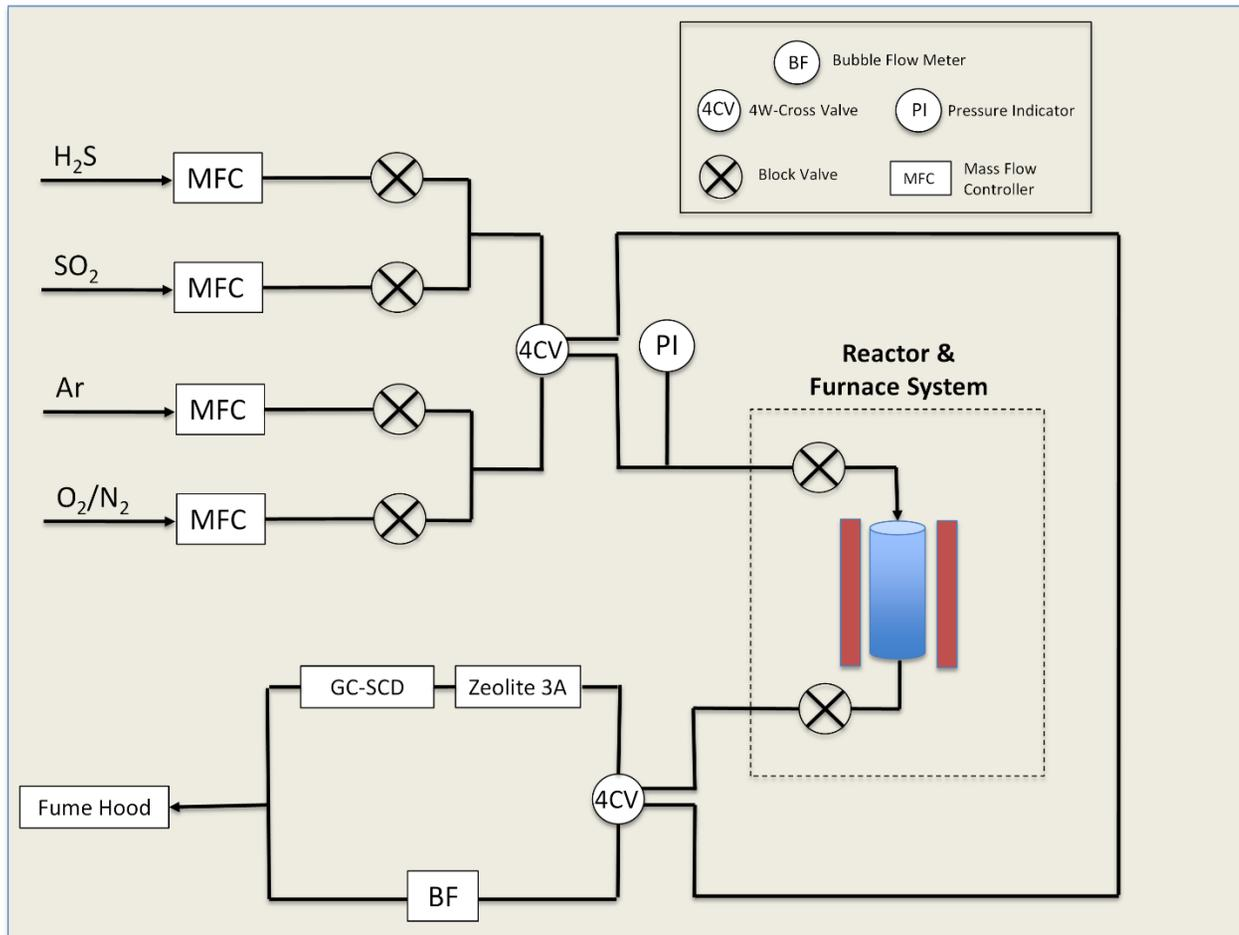 BF Bubble Flow Meter
4CV 4W-Cross Valve PI Pressure Indicator
Block Valve MFC Mass Flow
Controller
H₂S MFC
SO₂ MFC
4CV PI
Reactor &
Furnace System
Ar MFC
O₂/N₂ MFC
GC-SCD Zeolite 3A
Fume Hood 4CV
BF